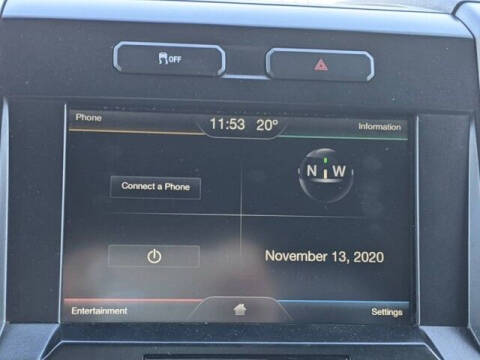 OFF
Phone
11:53 20°
Information
Connect a Phone
N W
November 13, 2020
Entertainment
Settings